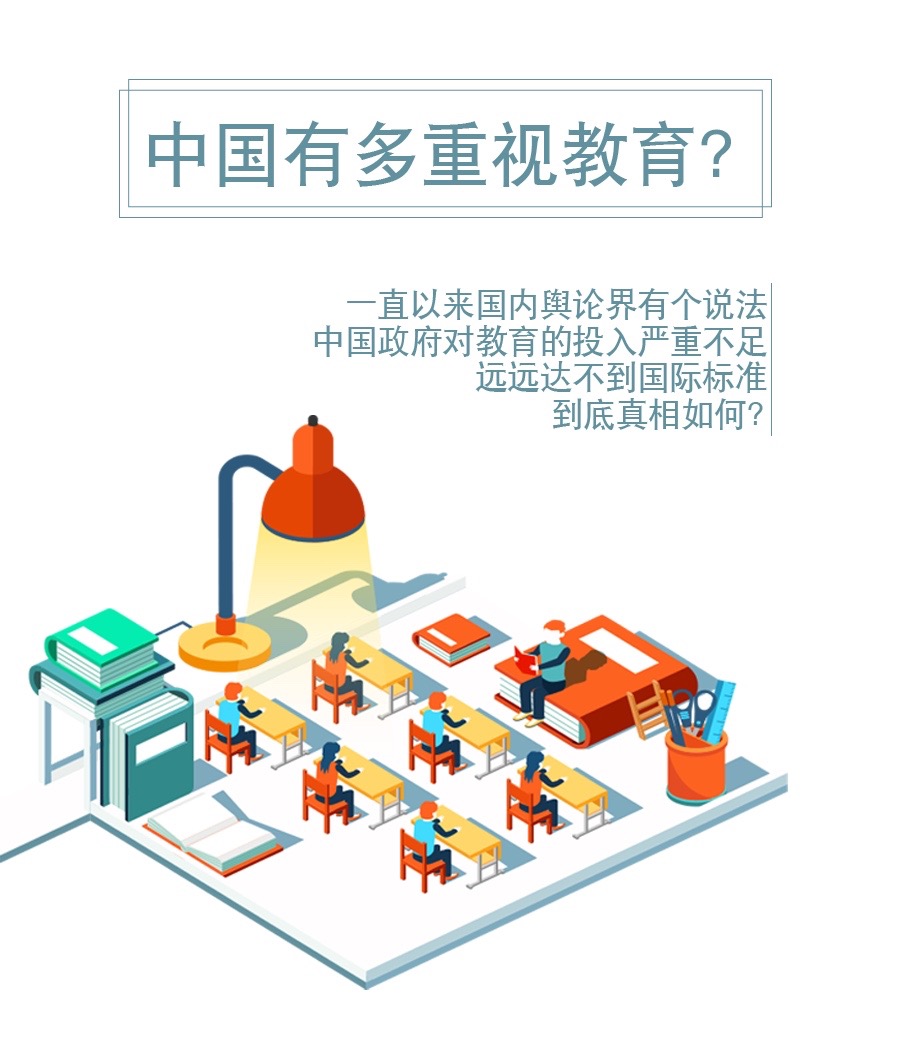 中国有多重视教育?
一直以来国内舆论界有个说法
中国政府对教育的投入严重不足
远远达不到国际标准
到底真相如何?